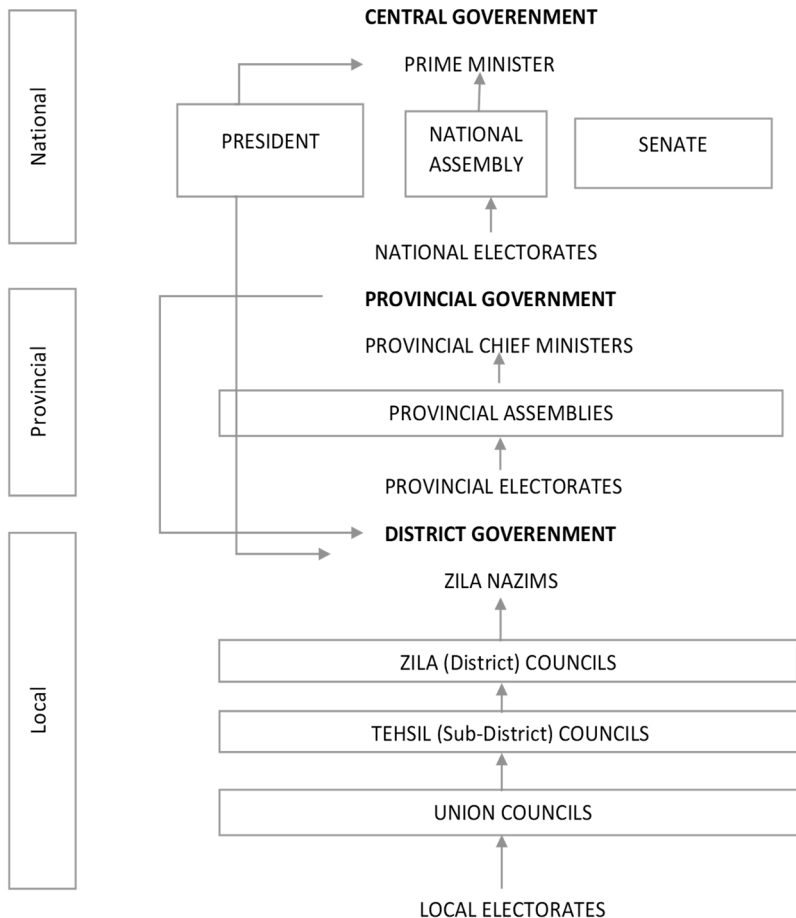 CENTRAL GOVERENMENT
National
PRIME MINISTER
PRESIDENT
NATIONAL
ASSEMBLY
SENATE
NATIONAL ELECTORATES
Provincial
PROVINCIAL GOVERENMENT
PROVINCIAL CHIEF MINISTERS
PROVINCIAL ASSEMBLIES
PROVINCIAL ELECTORATES
Local
DISTRICT GOVERENMENT
ZILA NAZIMS
ZILA (District) COUNCILS
TEHSIL (Sub-District) COUNCILS
UNION COUNCILS
LOCAL ELECTORATES